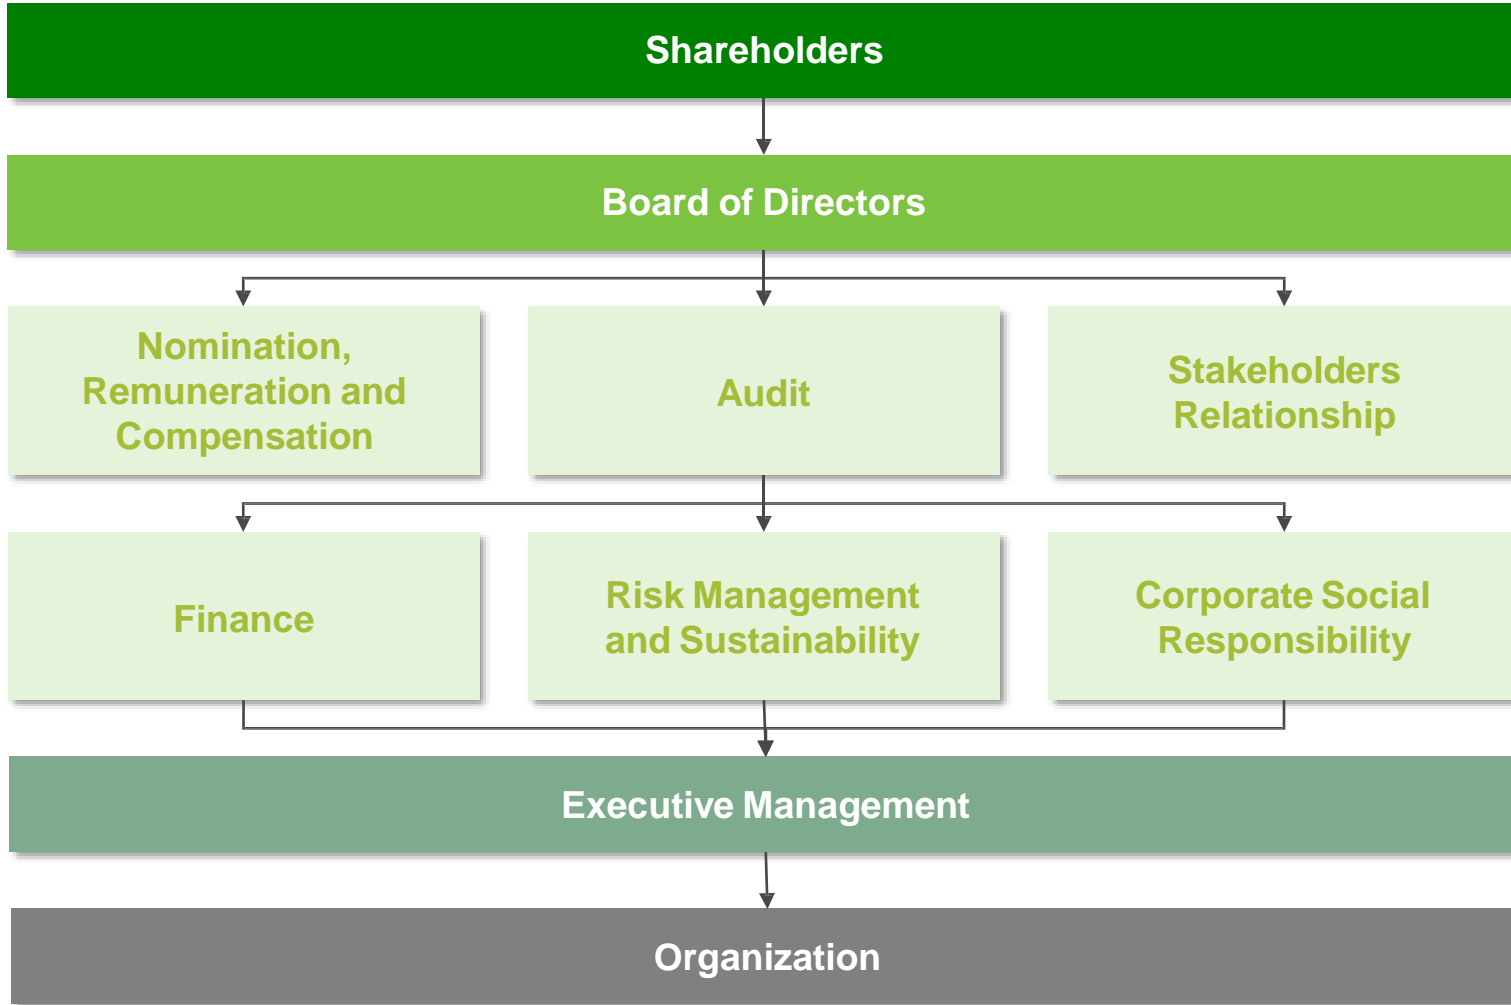 Shareholders
Board of Directors
Nomination,
Remuneration and
Compensation
Audit
Stakeholders
Relationship
Finance
Risk Management
and Sustainability
Corporate Social
Responsibility
Executive Management
Organization